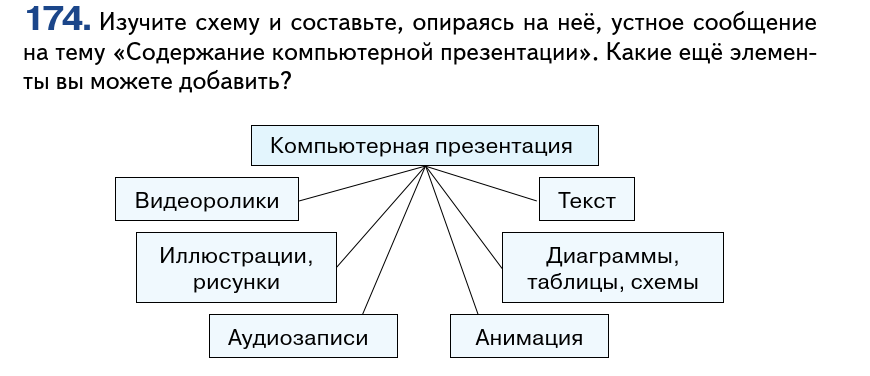 174. Изучите схему и составьте, опираясь на неё, устное сообщение
на тему «Содержание компьютерной презентации». Какие ещё элемен-
ты вы можете добавить?
Компьютерная презентация
Видеоролики
Текст
Иллюстрации,
рисунки
Диаграммы,
таблицы, схемы
Аудиозаписи
Анимация